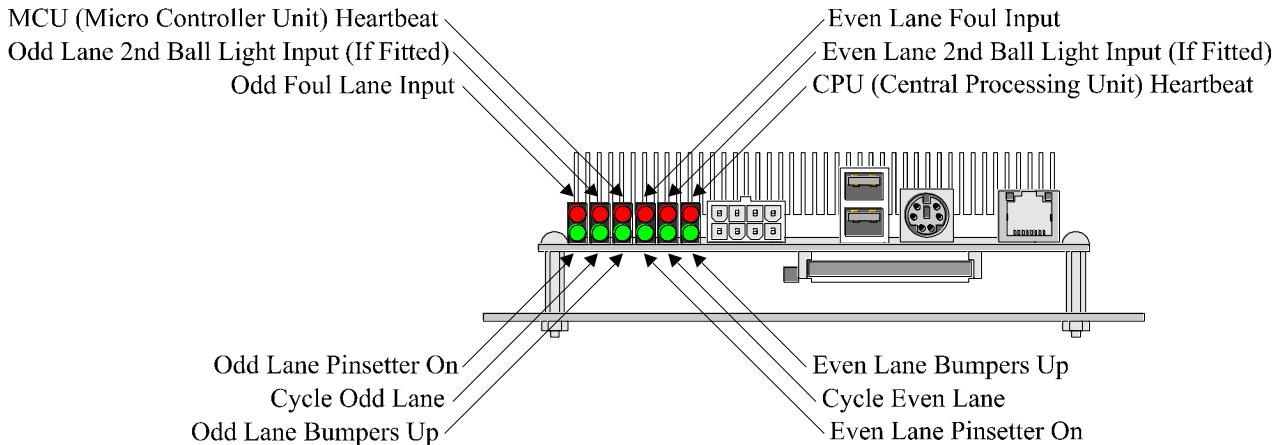 MCU (Micro Controller Unit) Heartbeat
Odd Lane 2nd Ball Light Input (If Fitted)
Odd Foul Lane Input
Even Lane Foul Input
Even Lane 2nd Ball Light Input (If Fitted)
CPU (Central Processing Unit) Heartbeat
Odd Lane Pinsetter On
Cycle Odd Lane
Odd Lane Bumpers Up
Even Lane Bumpers Up
Cycle Even Lane
Even Lane Pinsetter On